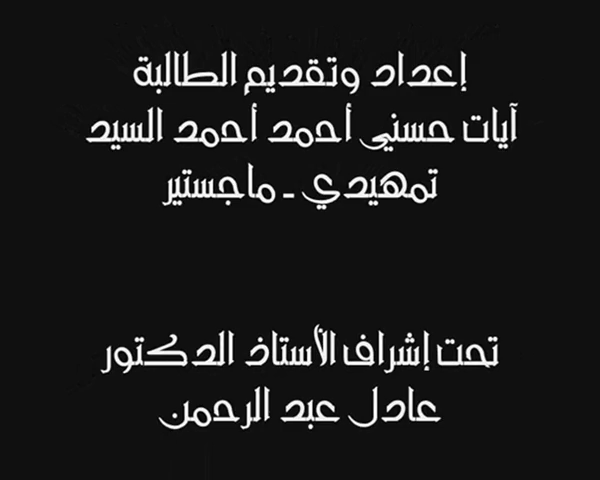 إعداد وتقديم الطالبة
آيات حسني أحمد أحمد السيد
تمهيدي - ماجستير
تحت إشراف الأستاذ الدكتور
عادل عبد الرحمن